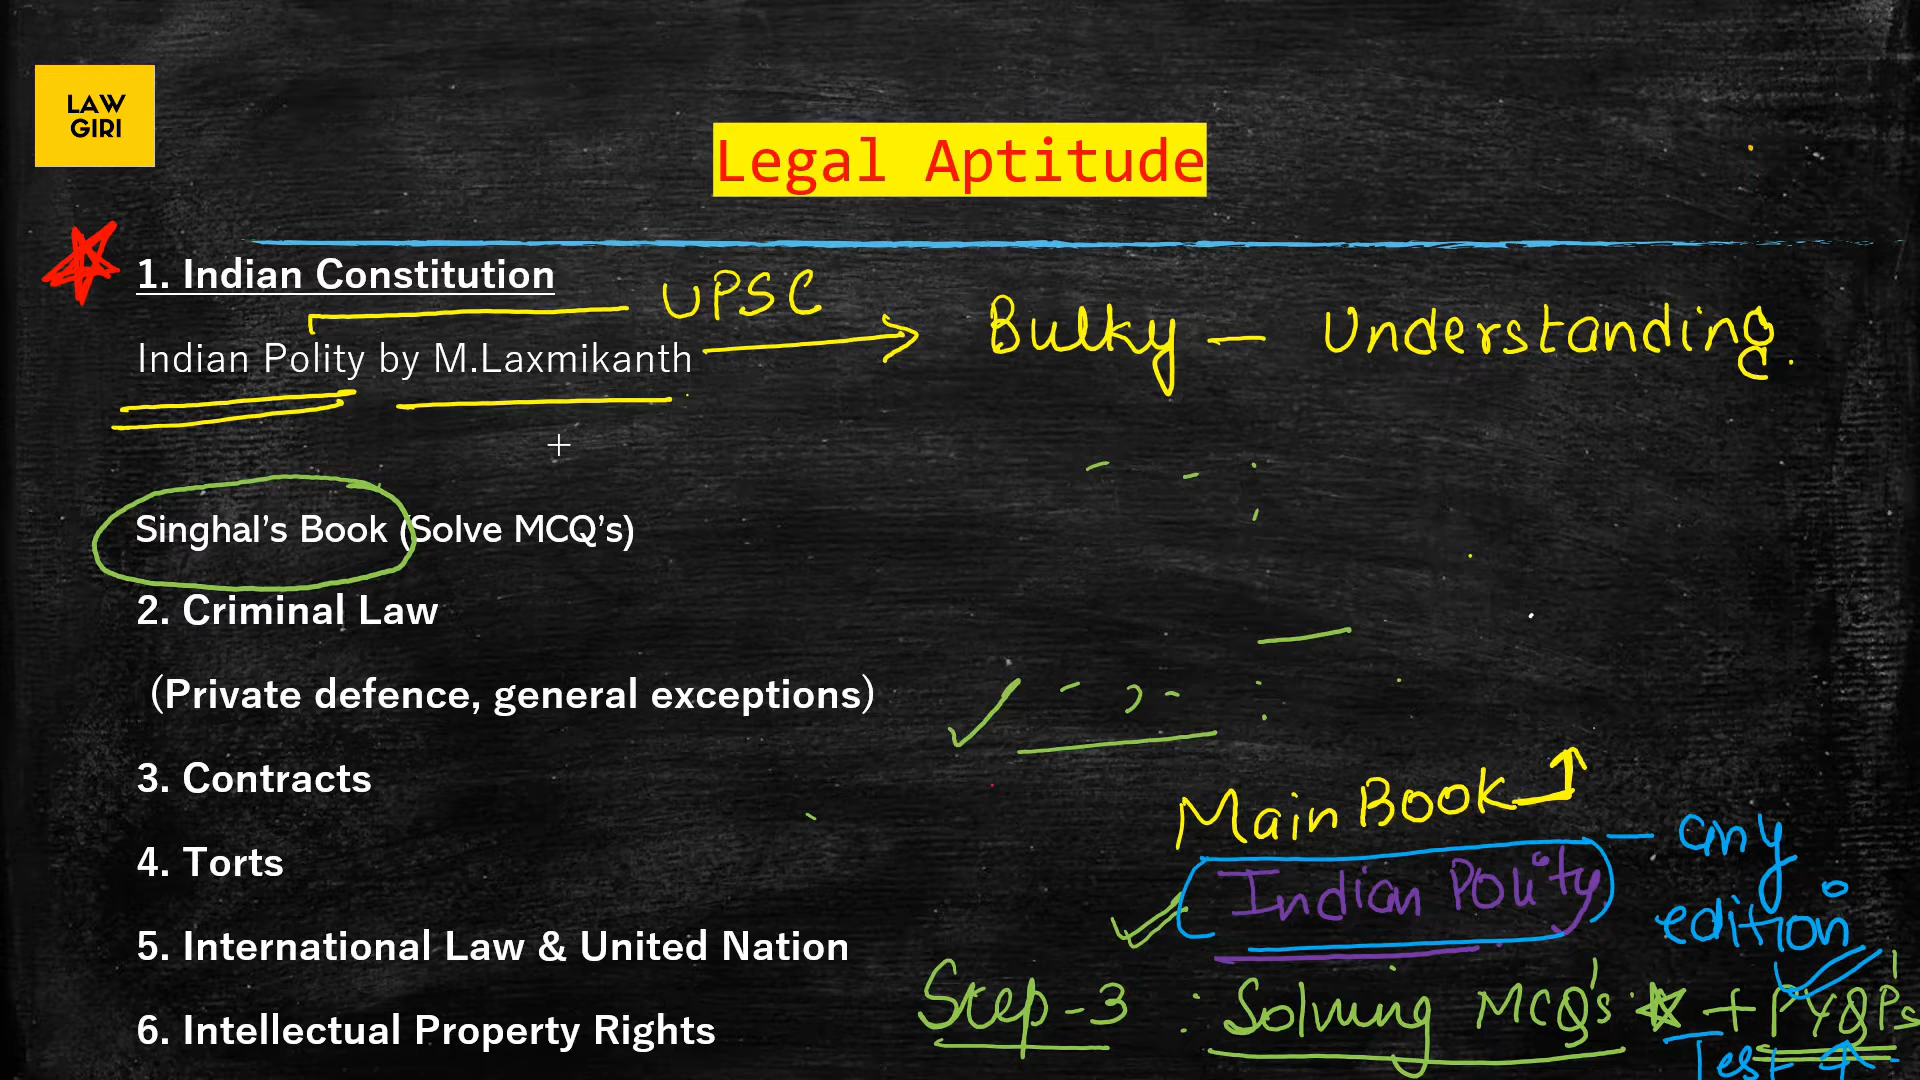 LAW
GIRI
Legal Aptitude
1. Indian Constitution
UPSC
Indian Polity by M.Laxmikanth
Bulky - Understanding.
+
Singhal’s Book (Solve MCQ’s)
2. Criminal Law
(Private defence, general exceptions)
3. Contracts
Main Book
4. Torts
Indian Polity - any
edition
5. International Law & United Nation
Step-3 : Solving MCQ's + PYQP's
6. Intellectual Property Rights
Test